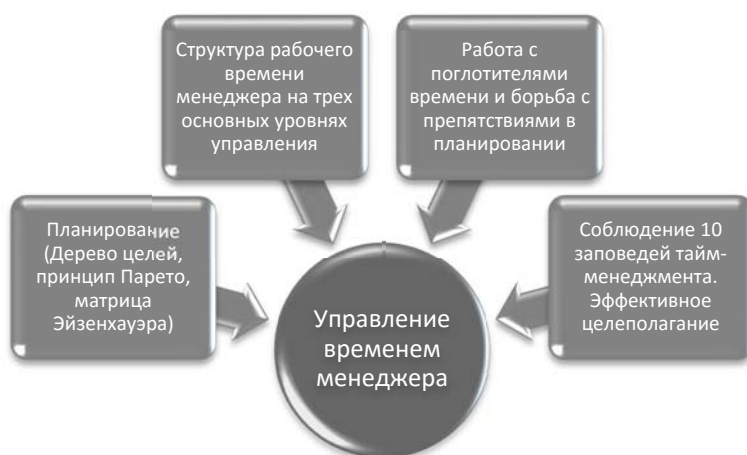 Структура рабочего
времени
менеджера на трех
основных уровнях
управления
Работа с
поглотителями
времени и борьба с
препятствиями в
планировании
Планирование
(Дерево целей,
принцип Парето,
матрица
Эйзенхауэра)
Соблюдение 10
заповедей тайм-
менеджмента.
Эффективное
целеполагание
Управление
временем
менеджера